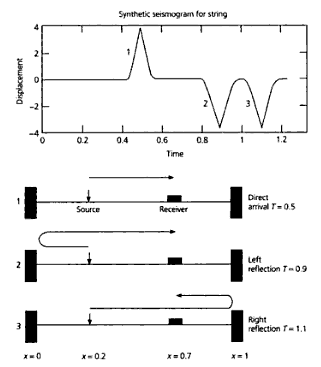 Synthetic seismogram for string
Displacement
4
2
0
-2
-4
1
2
3
0
0.2
0.4
0.6
0.8
1
1.2
Time
1
Source
Receiver
Direct
arrival T = 0.5
2
Left
reflection T = 0.9
3
Right
reflection T = 1.1
x = 0
x = 0.2
x = 0.7
x = 1